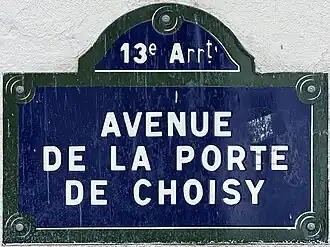 13e Arrt
AVENUE
DE LA PORTE
DE CHOISY